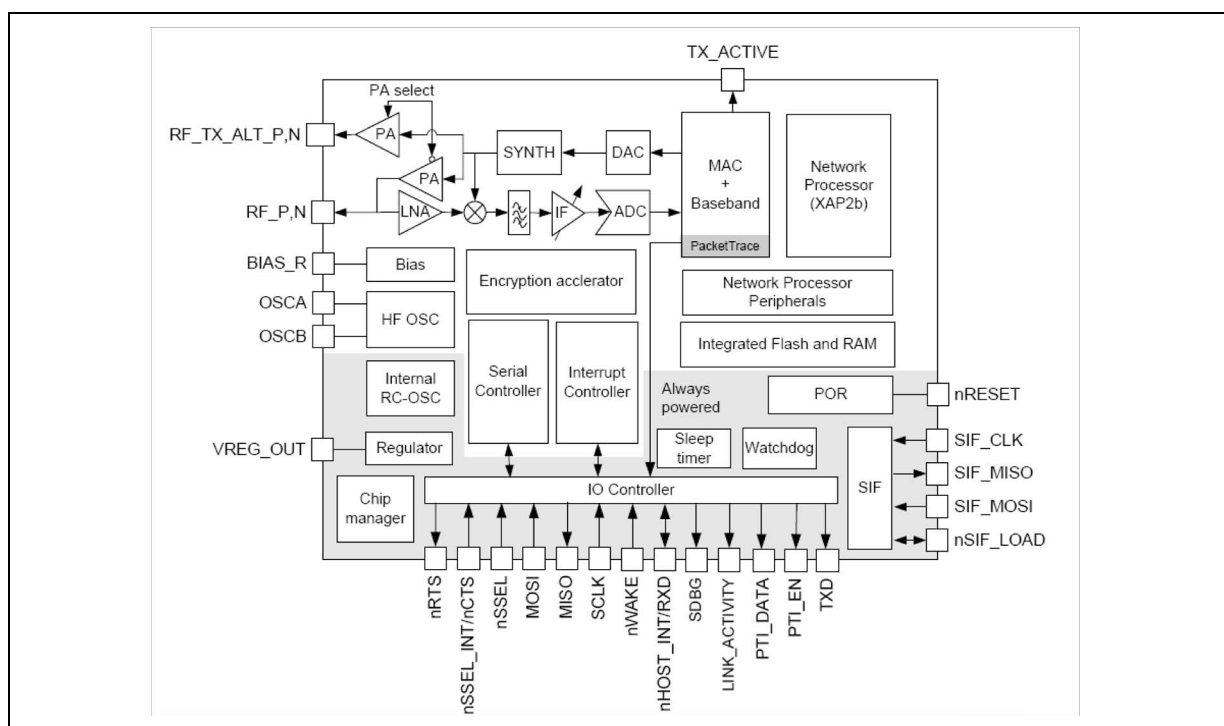 TX_ACTIVE
PA select
RF_TX_ALT_P,N
PA
SYNTH
DAC
MAC
+
Baseband
Network
Processor
(XAP2b)
PA
RF_P,N
LNA
IF
ADC
PacketTrace
BIAS_R
Bias
Encryption acclerator
Network Processor
Peripherals
OSCA
HF OSC
OSCB
Integrated Flash and RAM
Serial
Controller
Interrupt
Controller
Internal
RC-OSC
Always
powered
POR
nRESET
VREG_OUT
Regulator
Sleep
timer
Watchdog
SIF
SIF_CLK
SIF_MISO
SIF_MOSI
nSIF_LOAD
Chip
manager
IO Controller
nRTS
nSSEL_INT/nCTS
nSSEL
MOSI
MISO
SCLK
nWAKE
nHOST_INT/RXD
SDBG
LINK_ACTIVITY
PTI_DATA
PTI_EN
TXD